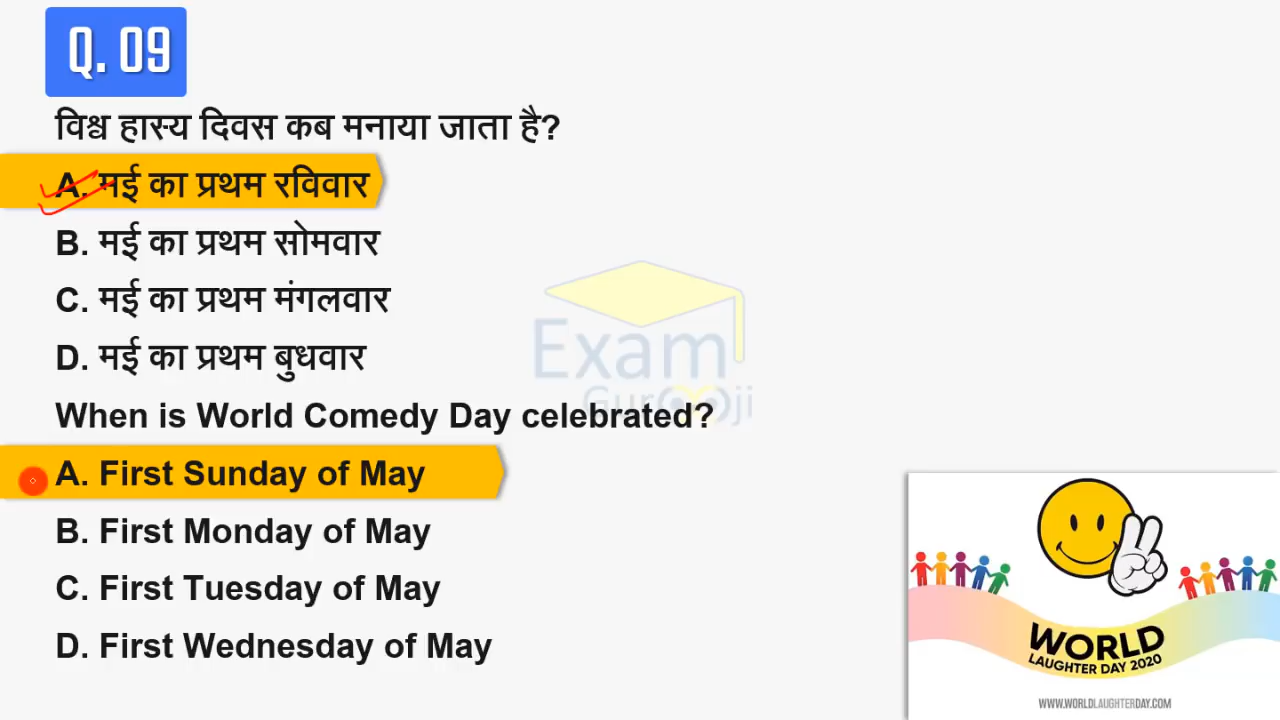 Q. 09
विश्व हास्य दिवस कब मनाया जाता है?
A. मई का प्रथम रविवार
B. मई का प्रथम सोमवार
C. मई का प्रथम मंगलवार
D. मई का प्रथम बुधवार
Exam
Gurooji
When is World Comedy Day celebrated?
A. First Sunday of May
B. First Monday of May
C. First Tuesday of May
D. First Wednesday of May
WORLD
LAUGHTER DAY 2020
WWW.WORLDLAUGHTERDAY.COM